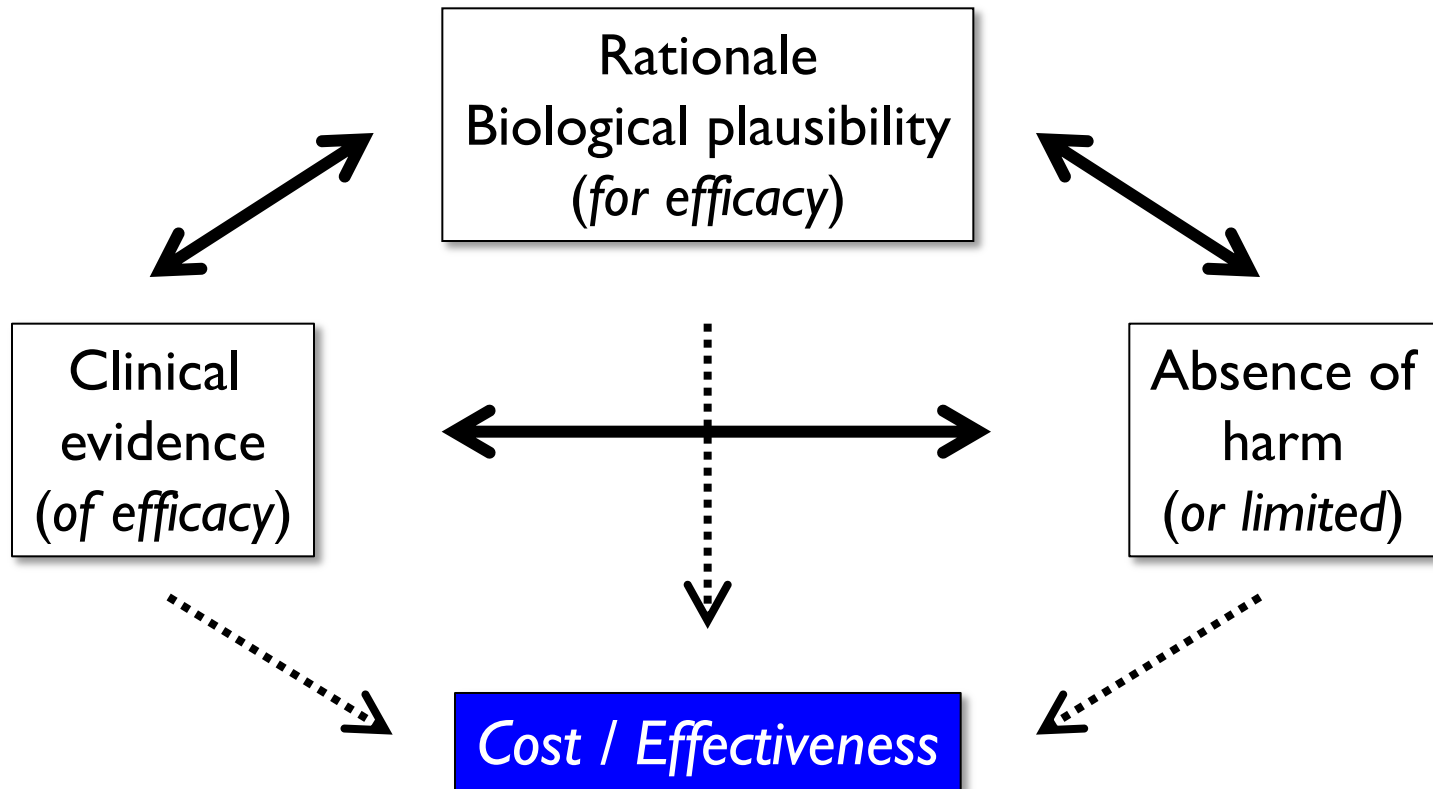 Rationale
Biological plausibility
(for efficacy)
Clinical
evidence
(of efficacy)
Absence of
harm
(or limited)
Cost / Effectiveness